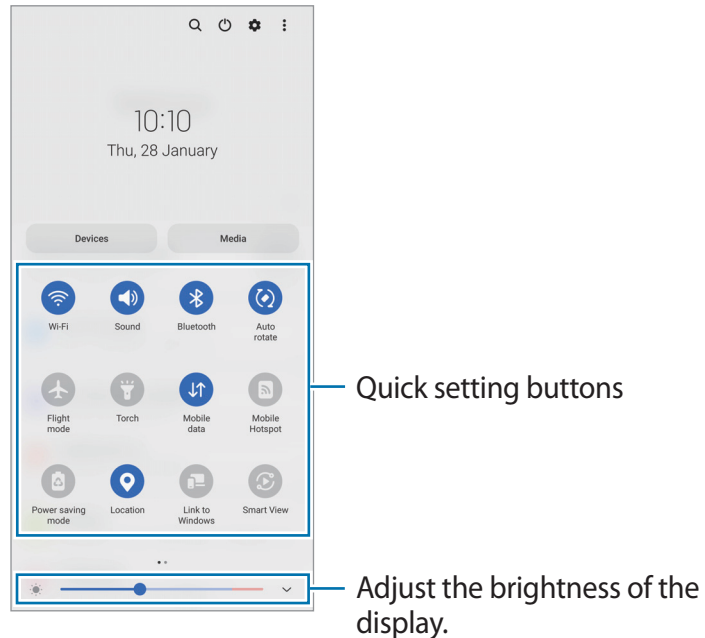 10:10
Thu, 28 January
Devices Media
Wi-Fi Sound Bluetooth Auto
rotate
Flight Torch Mobile Mobile
mode data Hotspot
Quick setting buttons
Power saving Location Link to Smart View
mode Windows
Adjust the brightness of the
display.